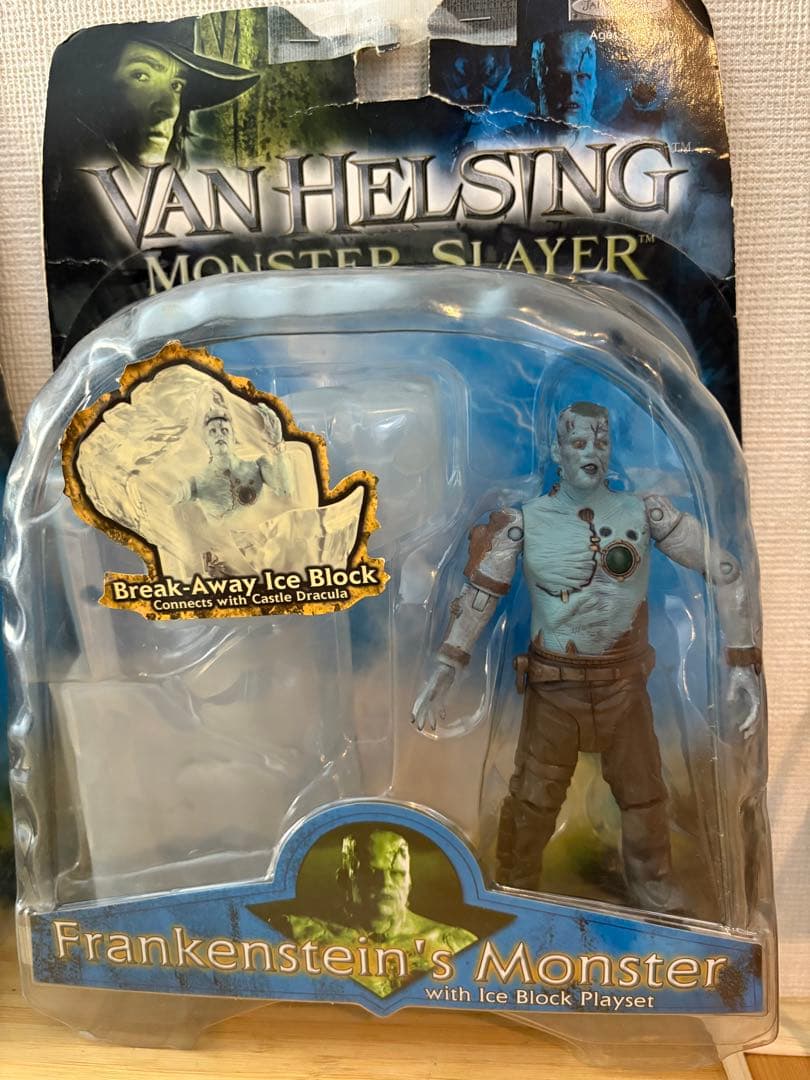 VAN HELSING™
MONSTER SLAYER™
Break-Away Ice Block
Connects with Castle Dracula
Frankenstein's Monster
with Ice Block Playset